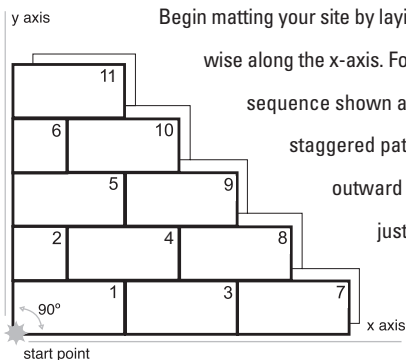 y axis
Begin matting your site by layi
wise along the x-axis. Fo
sequence shown a
staggered pat
outward
just
11
6 10
5 9
2 4 8
1 3 7
90°
x axis
start point